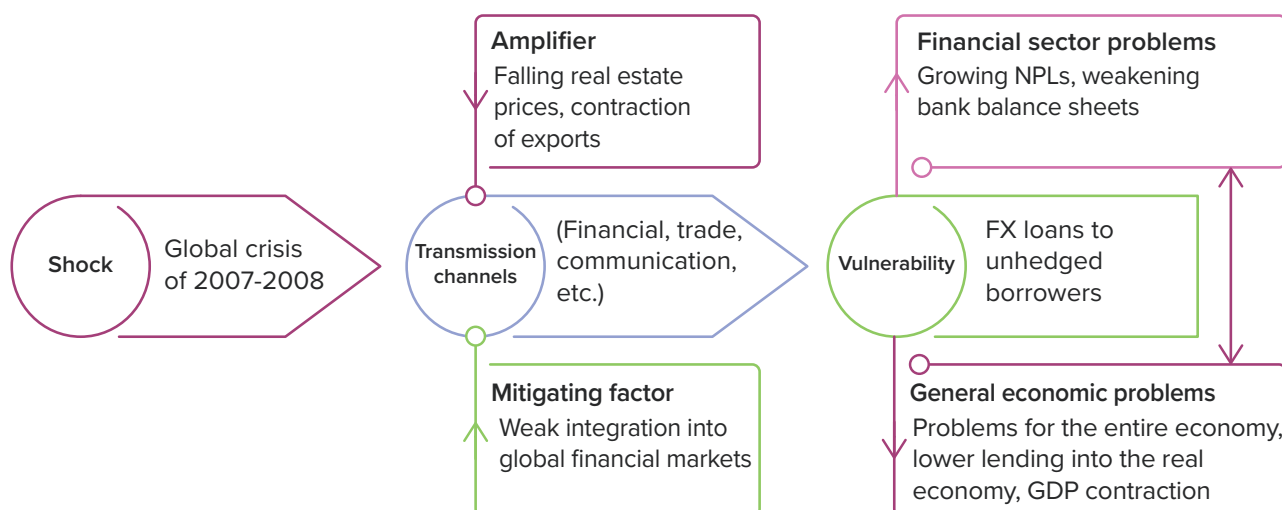 Amplifier
Falling real estate
prices, contraction
of exports
Financial sector problems
Growing NPLs, weakening
bank balance sheets
Shock
Global crisis
of 2007-2008
Transmission
channels
(Financial, trade,
communication,
etc.)
Vulnerability
FX loans to
unhedged
borrowers
Mitigating factor
Weak integration into
global financial markets
General economic problems
Problems for the entire economy,
lower lending into the real
economy, GDP contraction